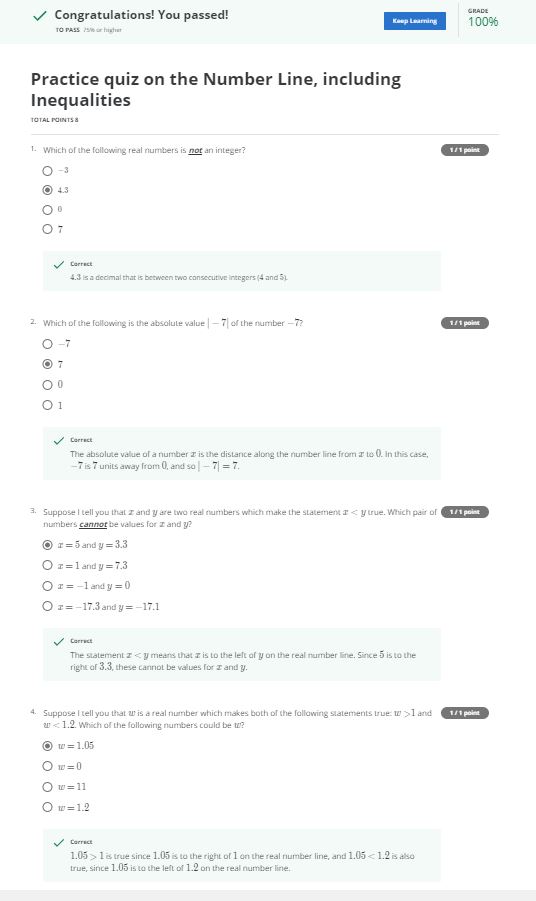 Congratulations! You passed!
TO PASS 75% or higher
Keep Learning
GRADE
100%
Practice quiz on the Number Line, including
Inequalities
TOTAL POINTS 8
1. Which of the following real numbers is not an integer?
1 / 1 point
−3
4.3
0
7
Correct
4.3 is a decimal that is between two consecutive integers (4 and 5).
2. Which of the following is the absolute value | − 7| of the number −7?
1 / 1 point
−7
7
0
1
Correct
The absolute value of a number x is the distance along the number line from x to 0. In this case,
−7 is 7 units away from 0, and so | − 7| = 7.
3. Suppose I tell you that x and y are two real numbers which make the statement x < y true. Which pair of
numbers cannot be values for x and y?
1 / 1 point
x = 5 and y = 3.3
x = 1 and y = 7.3
x = −1 and y = 0
x = −17.3 and y = −17.1
Correct
The statement x < y means that x is to the left of y on the real number line. Since 5 is to the
right of 3.3, these cannot be values for x and y.
4. Suppose I tell you that w is a real number which makes both of the following statements true: w >1 and
w < 1.2. Which of the following numbers could be w?
1 / 1 point
w = 1.05
w = 0
w = 11
w = 1.2
Correct
1.05 > 1 is true since 1.05 is to the right of 1 on the real number line, and 1.05 < 1.2 is also
true, since 1.05 is to the left of 1.2 on the real number line.